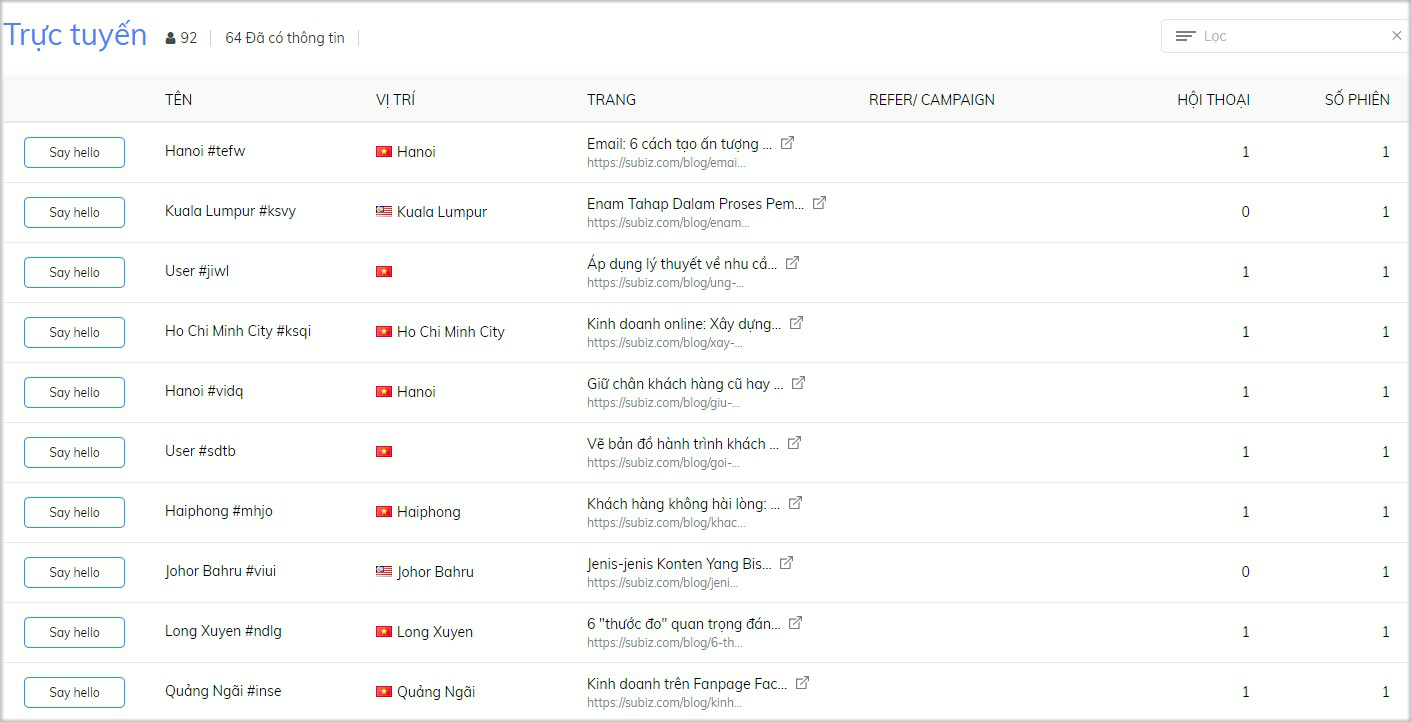 Trực tuyến 92 64 Đã có thông tin Lọc
TÊN VỊ TRÍ TRANG REFER/ CAMPAIGN HỘI THOẠI SỐ PHIÊN
Say hello Hanoi #tefw Hanoi Email: 6 cách tạo ấn tượng ... 1 1
https://subiz.com/blog/emai...
Say hello Kuala Lumpur #ksvy Kuala Lumpur Enam Tahap Dalam Proses Pem... 0 1
https://subiz.com/blog/enam...
Say hello User #jiwl Áp dụng lý thuyết về nhu cầ... 1 1
https://subiz.com/blog/ung-...
Say hello Ho Chi Minh City #ksqi Ho Chi Minh City Kinh doanh online: Xây dựng... 1 1
https://subiz.com/blog/xay-...
Say hello Hanoi #vidq Hanoi Giữ chân khách hàng cũ hay ... 1 1
https://subiz.com/blog/giu-...
Say hello User #sdtb Vẽ bản đồ hành trình khách ... 1 1
https://subiz.com/blog/goi-...
Say hello Haiphong #mhjo Haiphong Khách hàng không hài lòng: ... 1 1
https://subiz.com/blog/khac...
Say hello Johor Bahru #viui Johor Bahru Jenis-jenis Konten Yang Bis... 0 1
https://subiz.com/blog/jeni...
Say hello Long Xuyen #ndlg Long Xuyen 6 "thước đo" quan trọng đán... 1 1
https://subiz.com/blog/6-th...
Say hello Quảng Ngãi #inse Quảng Ngãi Kinh doanh trên Fanpage Fac... 1 1
https://subiz.com/blog/kinh...